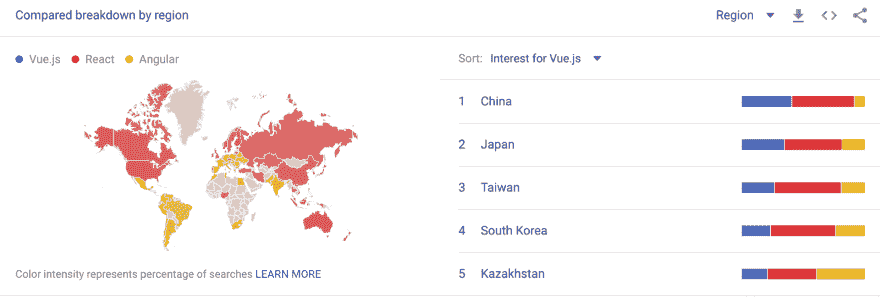 Compared breakdown by region
Region
Vue.js React Angular
Sort: Interest for Vue.js
1 China
2 Japan
3 Taiwan
4 South Korea
5 Kazakhstan
Color intensity represents percentage of searches LEARN MORE